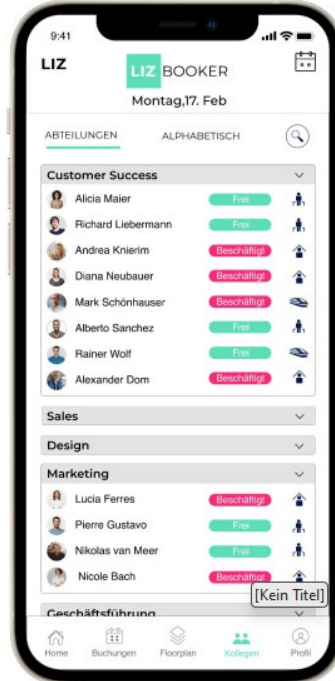 9:41
LIZ
LIZ BOOKER
Montag,17. Feb
ABTEILUNGEN ALPHABETISCH
Customer Success
Alicia Maier Frei
Richard Liebermann Frei
Andrea Knierim Beschäftigt
Diana Neubauer Beschäftigt
Mark Schönhauser Beschäftigt
Alberto Sanchez Frei
Rainer Wolf Frei
Alexander Dom Beschäftigt
Sales
Design
Marketing
Lucia Ferres Beschäftigt
Pierre Gustavo Frei
Nikolas van Meer Frei
Nicole Bach Beschäftigt
[Kein Titel]
Geschäftsführung
Home Buchungen Floorplan Kollegen Profil